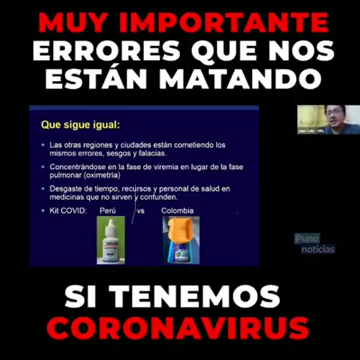 MUY IMPORTANTE
ERRORES QUE NOS
ESTÁN MATANDO
Que sigue igual:
• Las otras regiones y ciudades están cometiendo los
mismos errores, sesgos y falacias.
• Concentrándose en la fase de viremia en lugar de la fase
pulmonar (oximetría)
• Desgaste de tiempo, recursos y personal de salud en
medicinas que no sirven y confunden.
• Kit COVID: Perú vs Colombia
Puno
noticias
SI TENEMOS
CORONAVIRUS